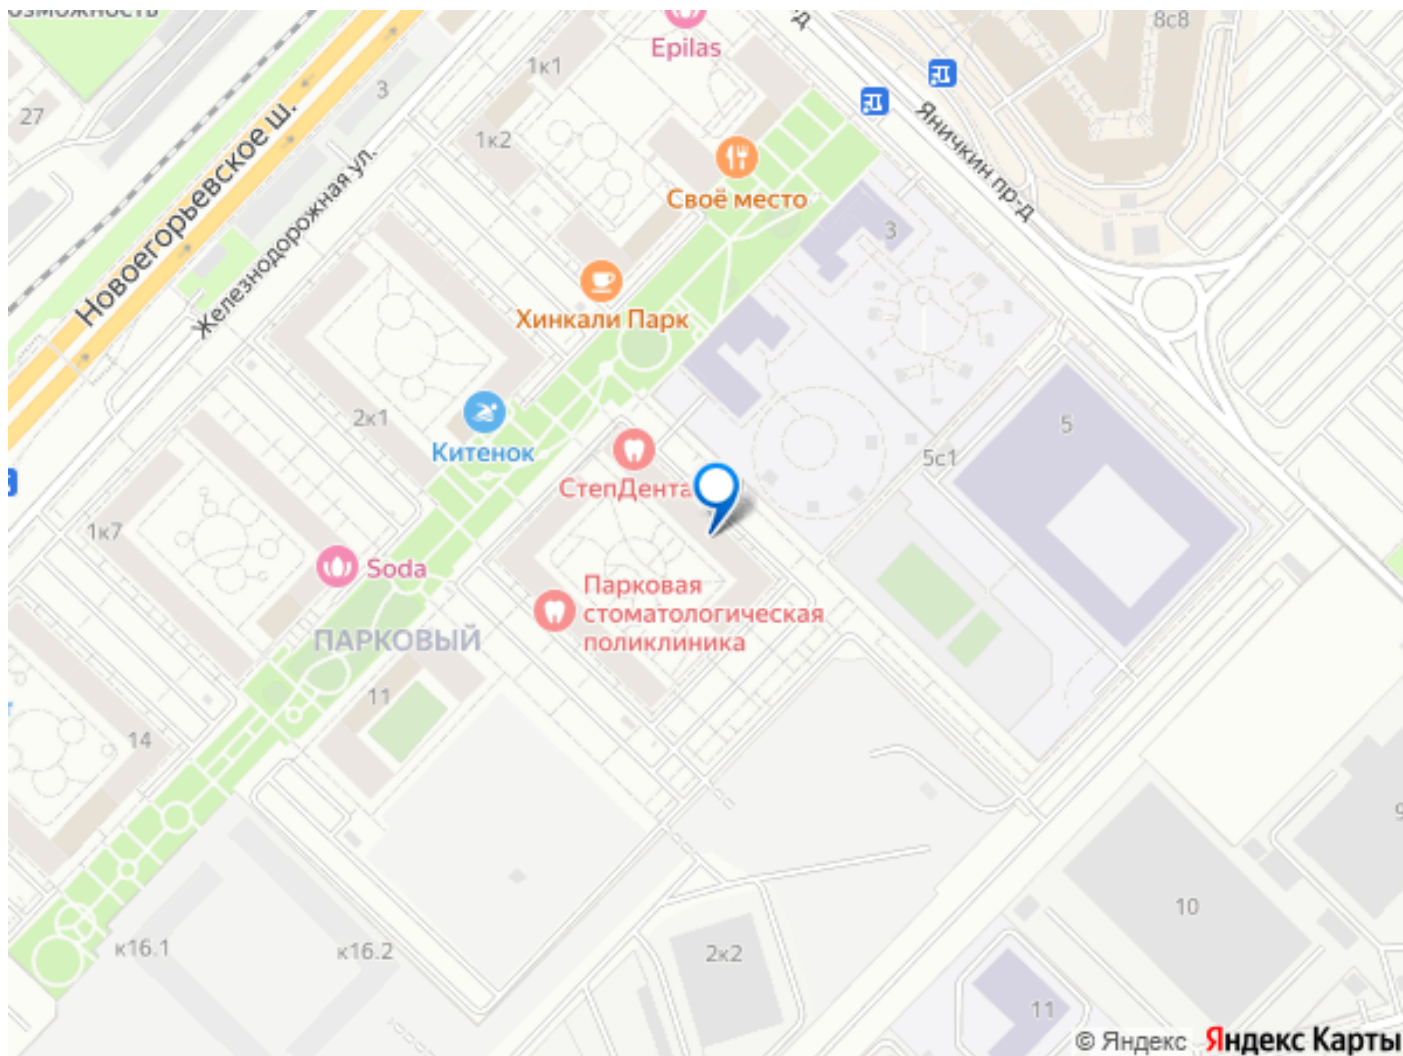 8с8
Epilas
1к1
3
27
1к2
Яничкин пр-д
Новоегорьевское ш.
Железнодорожная ул.
Своё место
3
Хинкали Парк
2к1
5
Китенок
5с1
СтепДента
1к7
Soda
Парковая
стоматологическая
поликлиника
ПАРКОВЫЙ
11
14
9
10
к16.1
к16.2
2к2
11
© Яндекс Яндекс Карты